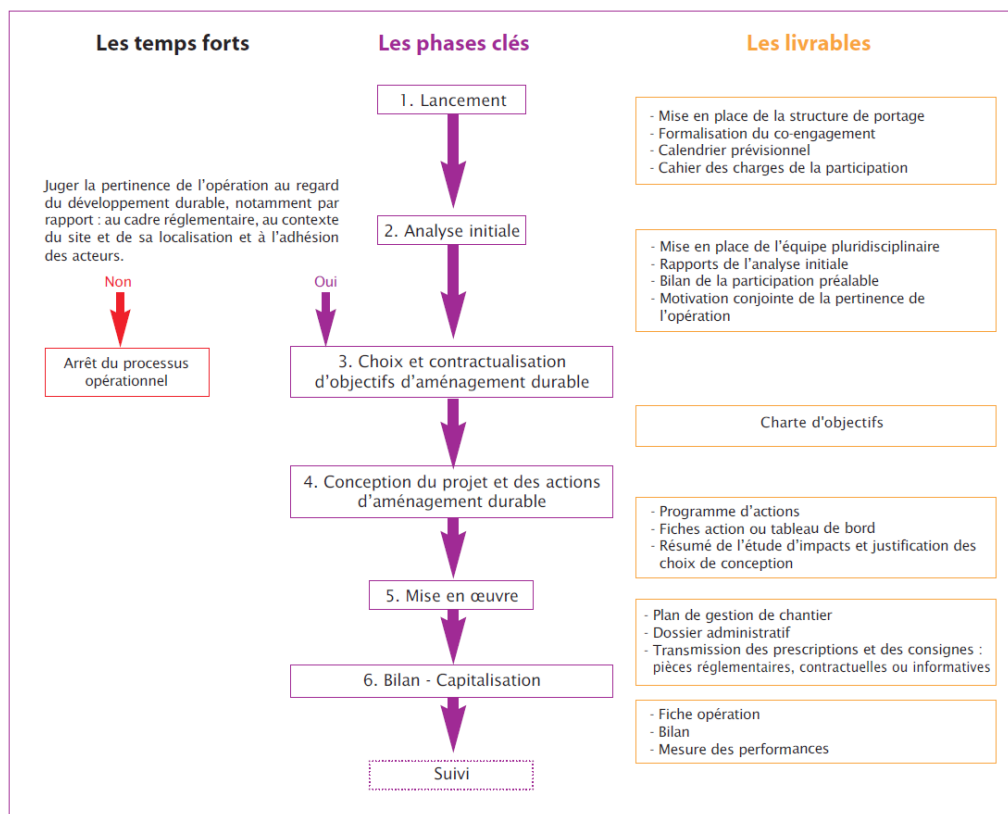 Les temps forts
Les phases clés
Les livrables
1. Lancement
- Mise en place de la structure de portage
- Formalisation du co-engagement
- Calendrier prévisionnel
- Cahier des charges de la participation
Juger la pertinence de l’opération au regard
du développement durable, notamment par
rapport : au cadre réglementaire, au contexte
du site et de sa localisation et à l’adhésion
des acteurs.
2. Analyse initiale
- Mise en place de l’équipe pluridisciplinaire
- Rapports de l’analyse initiale
- Bilan de la participation préalable
- Motivation conjointe de la pertinence de
l’opération
Non
Oui
Arrêt du processus
opérationnel
3. Choix et contractualisation
d’objectifs d’aménagement durable
Charte d'objectifs
4. Conception du projet et des actions
d’aménagement durable
- Programme d’actions
- Fiches action ou tableau de bord
- Résumé de l’étude d’impacts et justification des
choix de conception
5. Mise en œuvre
- Plan de gestion de chantier
- Dossier administratif
- Transmission des prescriptions et des consignes :
pièces réglementaires, contractuelles ou informatives
6. Bilan - Capitalisation
- Fiche opération
- Bilan
- Mesure des performances
Suivi